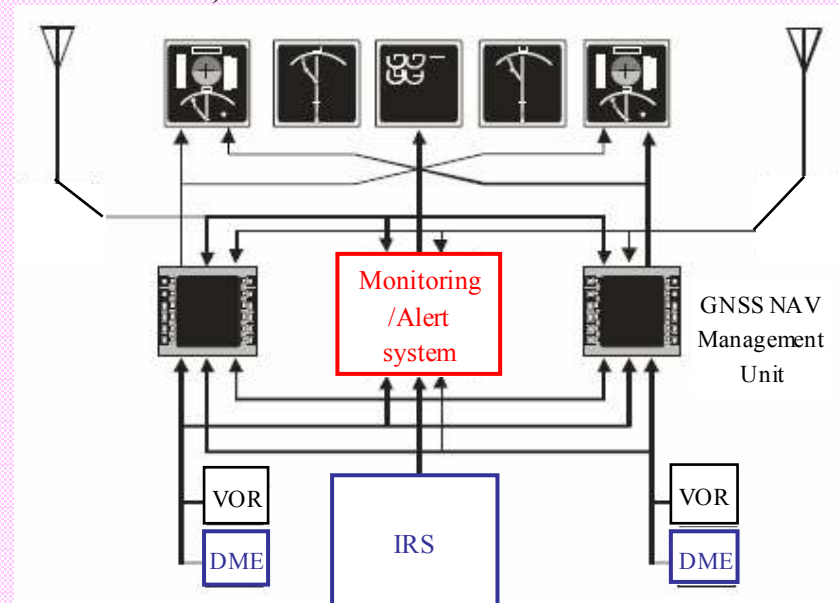 Monitoring
/Alert
system
GNSS NAV
Management
Unit
VOR
VOR
IRS
DME
DME